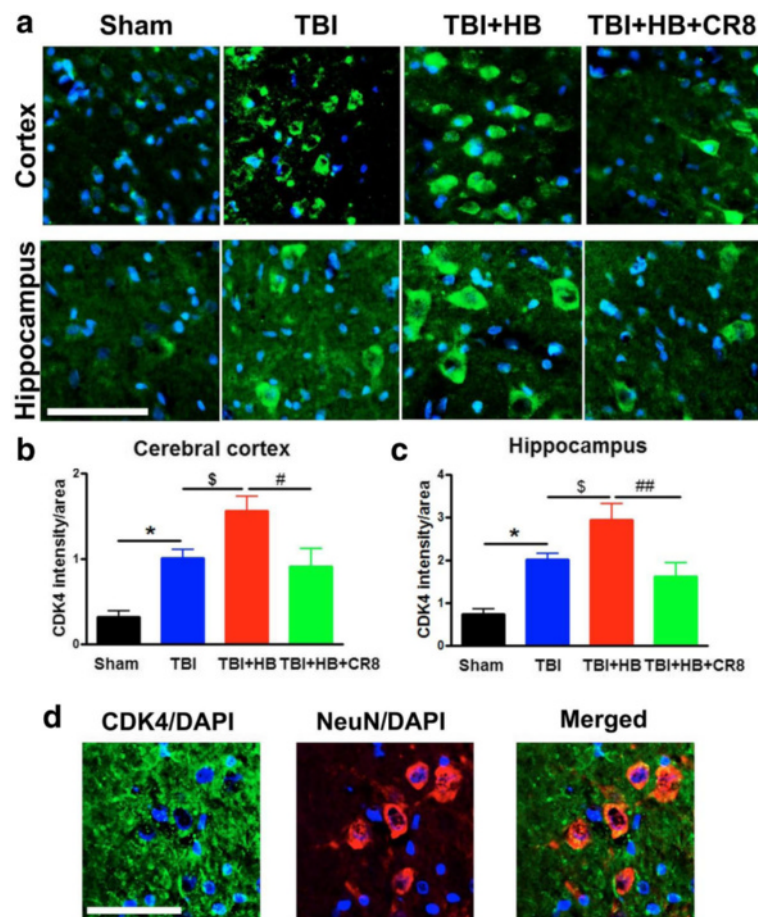 a Sham TBI TBI+HB TBI+HB+CR8
Cortex
Hippocampus
b Cerebral cortex
CDK4 intensity/area
2
1
0
* $ #
Sham TBI TBI+HB TBI+HB+CR8
c Hippocampus
CDK4 intensity/area
4
3
2
1
0
* $ ##
Sham TBI TBI+HB TBI+HB+CR8
d CDK4/DAPI NeuN/DAPI Merged